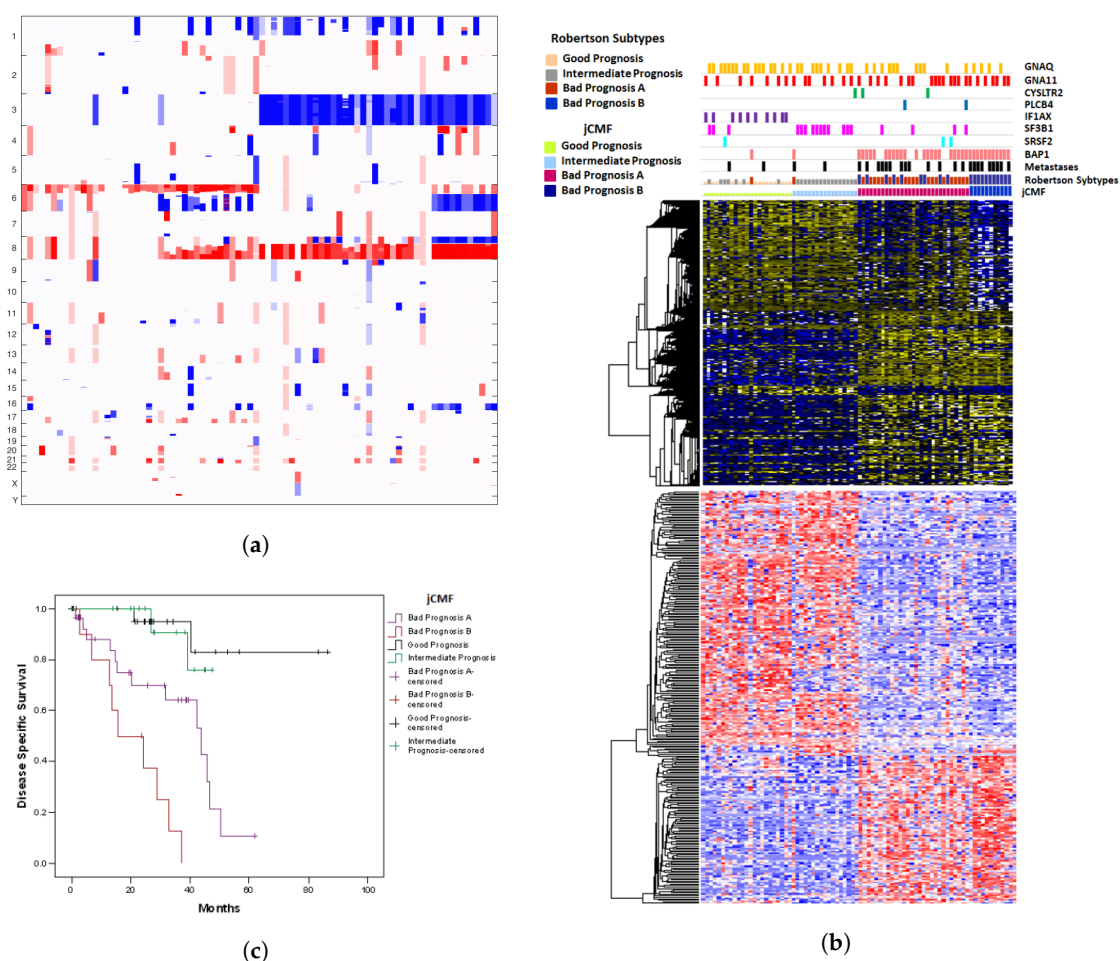 1
2
3
4
5
6
7
8
9
10
11
12
13
14
15
16
17
18
19
20
21
22
X
Y
(a)
Robertson Subtypes
Good Prognosis
Intermediate Prognosis
Bad Prognosis A
Bad Prognosis B
jCMF
Good Prognosis
Intermediate Prognosis
Bad Prognosis A
Bad Prognosis B
GNAQ
GNA11
CYSLTR2
PLCB4
IF1AX
SF3B1
SRSF2
BAP1
Metastases
Robertson Subtypes
jCMF
(b)
Disease Specific Survival
1.0
0.8
0.6
0.4
0.2
0.0
0
20
40
60
80
100
Months
jCMF
Bad Prognosis A
Bad Prognosis B
Good Prognosis
Intermediate Prognosis
Bad Prognosis A-
censored
Bad Prognosis B-
censored
Good Prognosis-
censored
Intermediate
Prognosis-censored
(c)